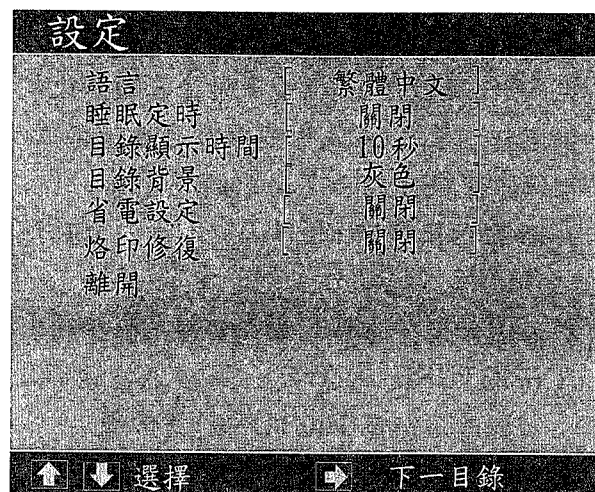 設定
語言 [ 繁體中文 ]
睡眠定時 [ 關閉 ]
目錄顯示時間 [ 10秒 ]
目錄背景 [ 灰色 ]
省電設定 [ 關閉 ]
烙印修復 [ 關閉 ]
離開
選擇 下一目錄